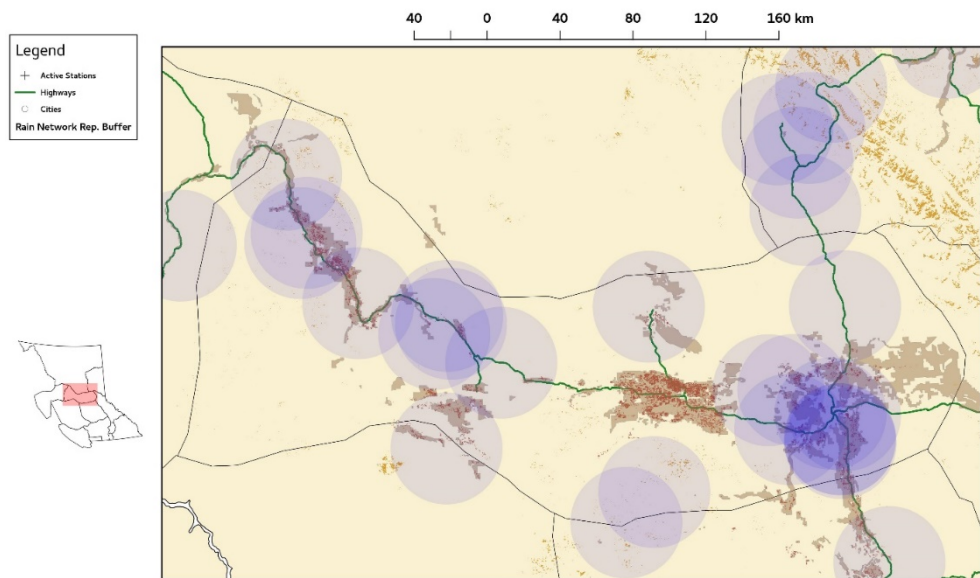 40 0 40 80 120 160 km
Legend
Active Stations
Highways
Cities
Rain Network Rep. Buffer